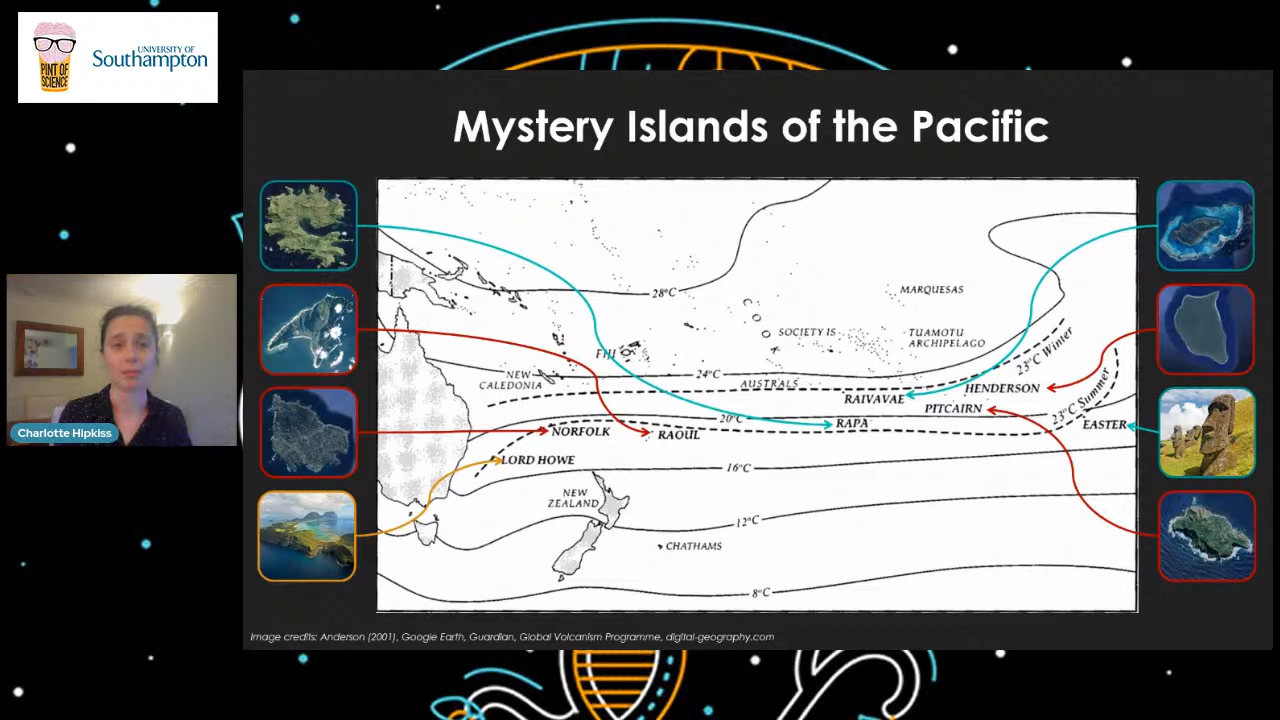 PINT OF
SCIENCE
UNIVERSITY OF
Southampton
Mystery Islands of the Pacific
28°C
MARQUESAS
COOK
SOCIETY IS
TUAMOTU
ARCHIPELAGO
FIJI
23°C Winter
NEW
CALEDONIA
24°C
AUSTRALS
HENDERSON
RAIVAVAE
23°C Summer
PITCAIRN
20°C
RAPA
EASTER
NORFOLK
RAOUL
LORD HOWE
16°C
NEW
ZEALAND
12°C
CHATHAMS
8°C
Charlotte Hipkiss
Image credits: Anderson (2001), Google Earth, Guardian, Global Volcanism Programme, digital-geography.com